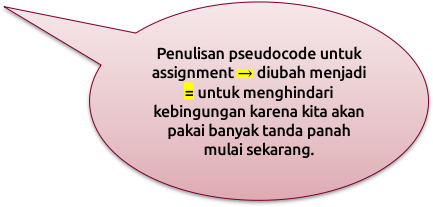 Penulisan pseudocode untuk
assignment → diubah menjadi
= untuk menghindari
kebingungan karena kita akan
pakai banyak tanda panah
mulai sekarang.